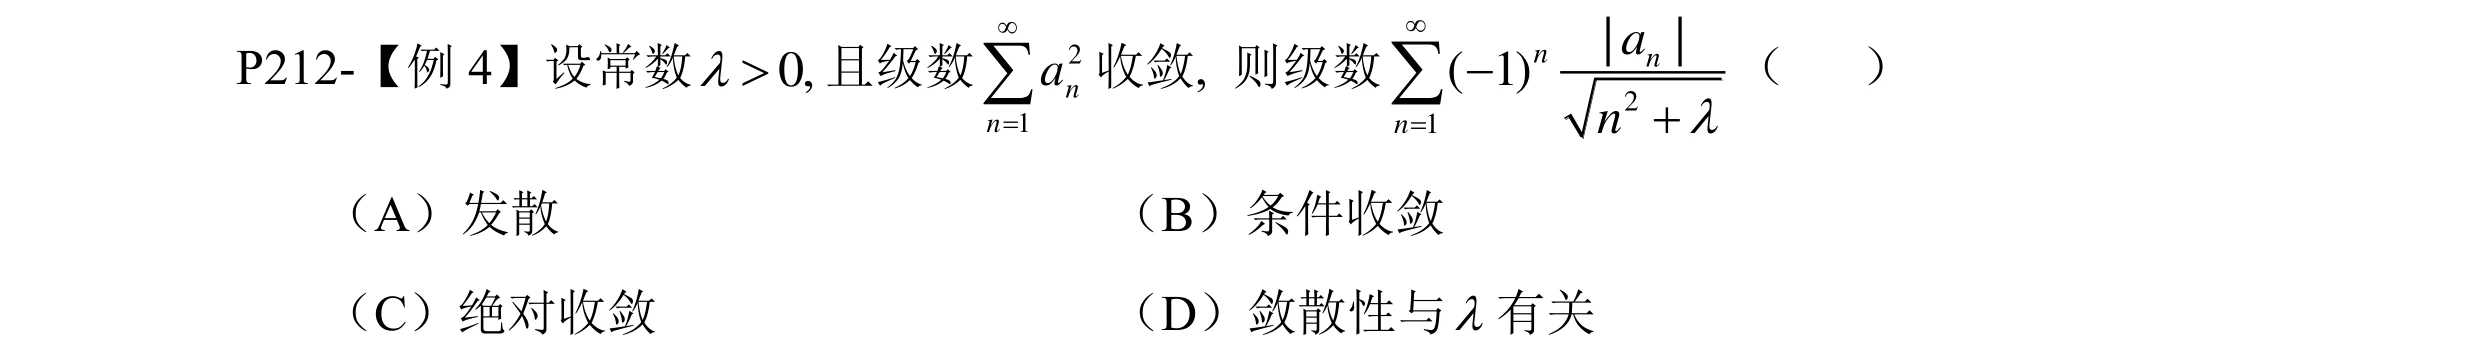 P212-【例 4】设常数 $\lambda > 0$, 且级数 $\sum_{n=1}^{\infty} a_n^2$ 收敛, 则级数 $\sum_{n=1}^{\infty} (-1)^n \frac{|a_n|}{\sqrt{n^2 + \lambda}}$ （ ）
（A）发散 （B）条件收敛
（C）绝对收敛 （D）敛散性与 $\lambda$ 有关